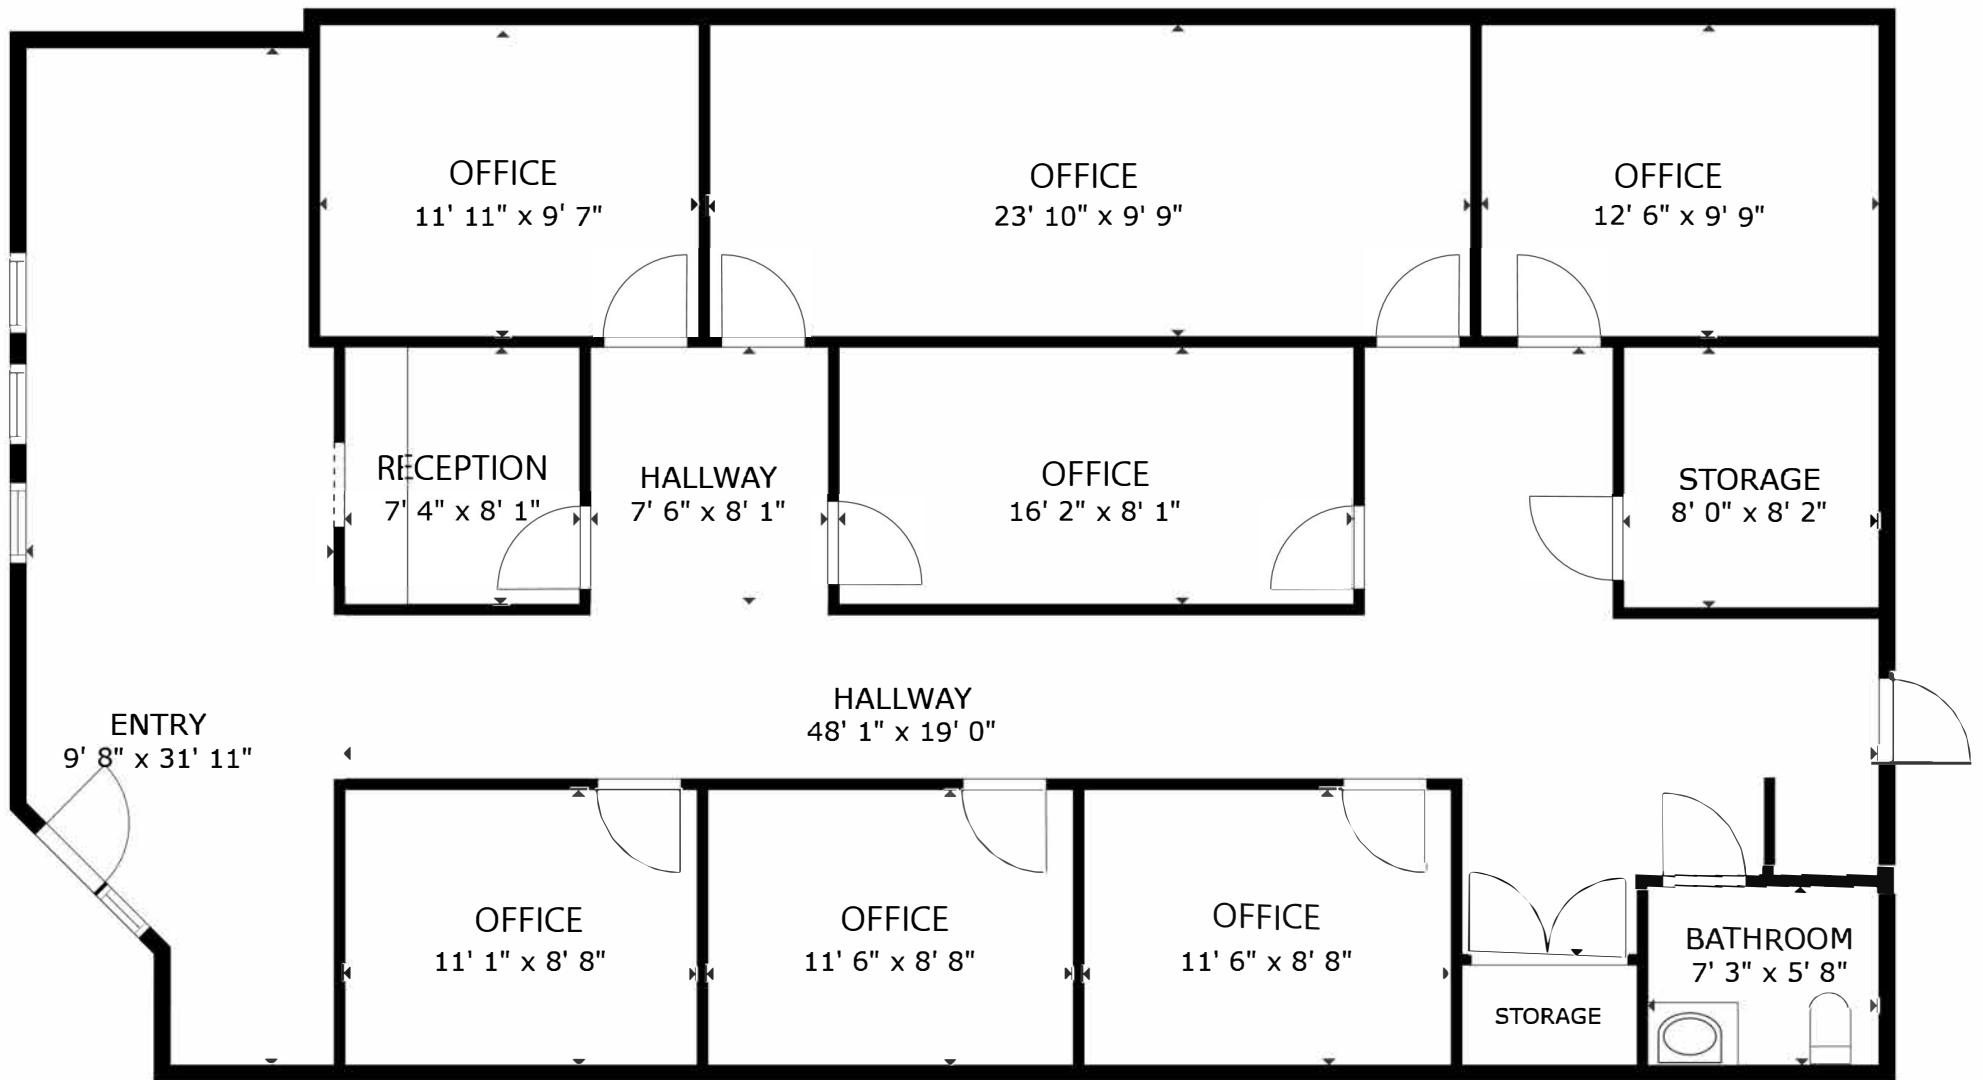 OFFICE
11' 11" x 9' 7"
OFFICE
23' 10" x 9' 9"
OFFICE
12' 6" x 9' 9"
RECEPTION
7' 4" x 8' 1"
HALLWAY
7' 6" x 8' 1"
OFFICE
16' 2" x 8' 1"
STORAGE
8' 0" x 8' 2"
ENTRY
9' 8" x 31' 11"
HALLWAY
48' 1" x 19' 0"
OFFICE
11' 1" x 8' 8"
OFFICE
11' 6" x 8' 8"
OFFICE
11' 6" x 8' 8"
STORAGE
BATHROOM
7' 3" x 5' 8"